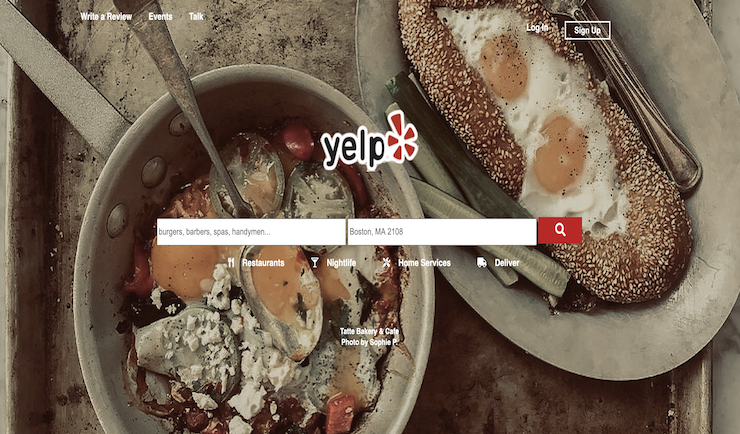 Write a Review Events Talk
Log In Sign Up
yelp
burgers, barbers, spas, handymen... Boston, MA 2108
Restaurants Nightlife Home Services Deliver
Tatte Bakery & Cafe
Photo by Sophie P.